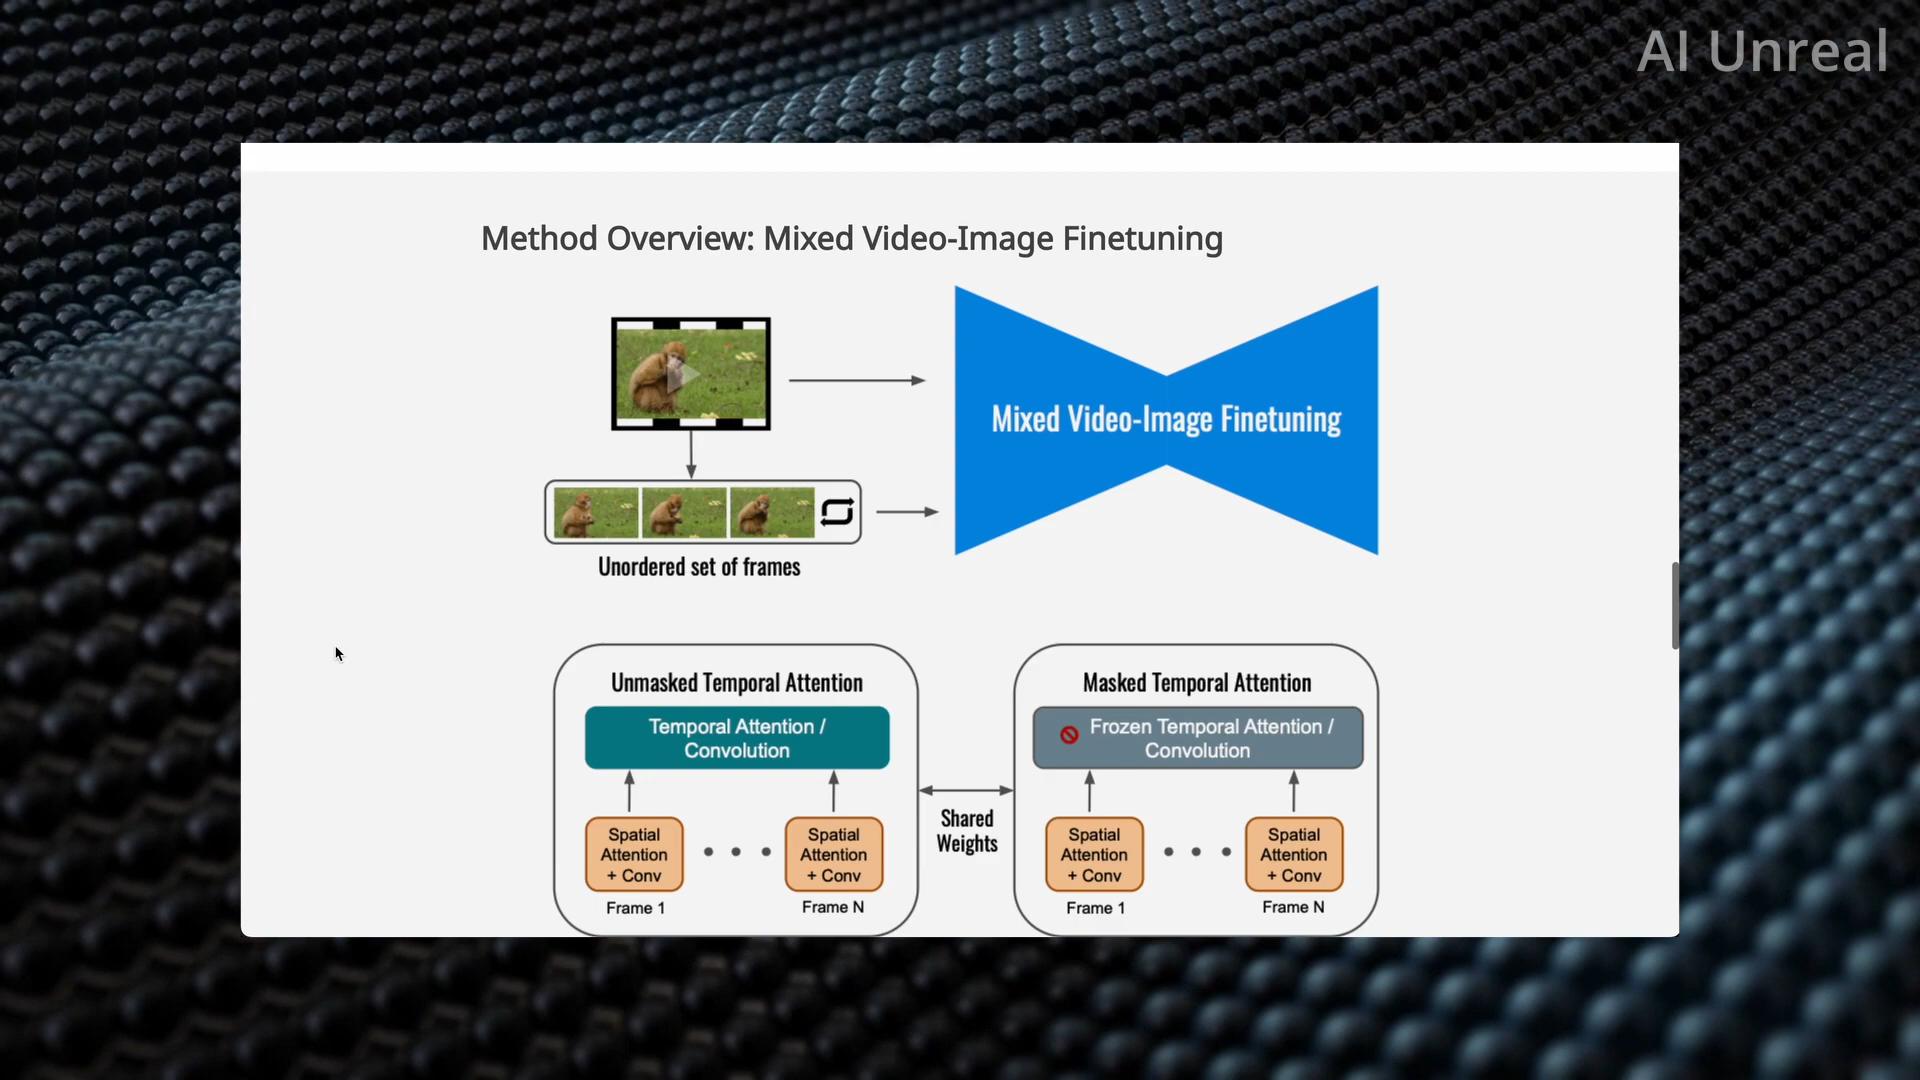 AI Unreal
Method Overview: Mixed Video-Image Finetuning
Mixed Video-Image Finetuning
Unordered set of frames
Unmasked Temporal Attention
Temporal Attention /
Convolution
Spatial
Attention
+ Conv
Frame 1
Spatial
Attention
+ Conv
Frame N
Shared
Weights
Masked Temporal Attention
Frozen Temporal Attention /
Convolution
Spatial
Attention
+ Conv
Frame 1
Spatial
Attention
+ Conv
Frame N